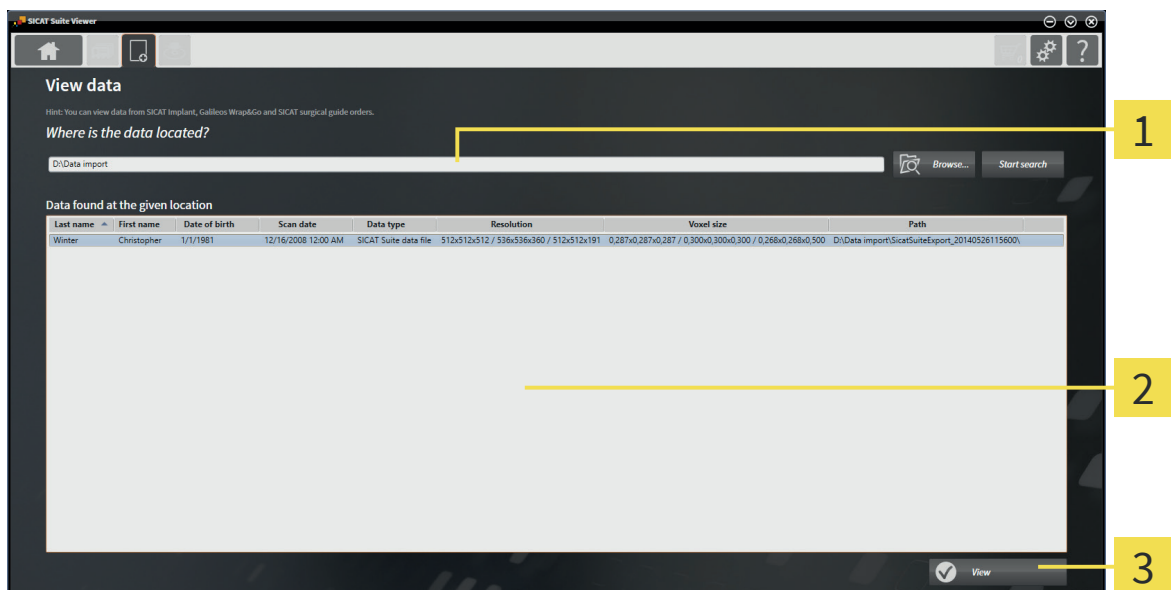 SICAT Suite Viewer
?
View data
Hint: You can view data from SICAT Implant, Galileos Wrap&Go and SICAT surgical guide orders.
Where is the data located?
1
D:\Data import
Browse...
Start search
Data found at the given location
Last name First name Date of birth Scan date Data type Resolution Voxel size Path
Winter Christopher 1/1/1981 12/16/2008 12:00 AM SICAT Suite data file 512x512x512 / 536x536x360 / 512x512x191 0,287x0,287x0,287 / 0,300x0,300x0,300 / 0,268x0,268x0,500 D:\Data import\SicatSuiteExport_20140526115600\
2
View
3